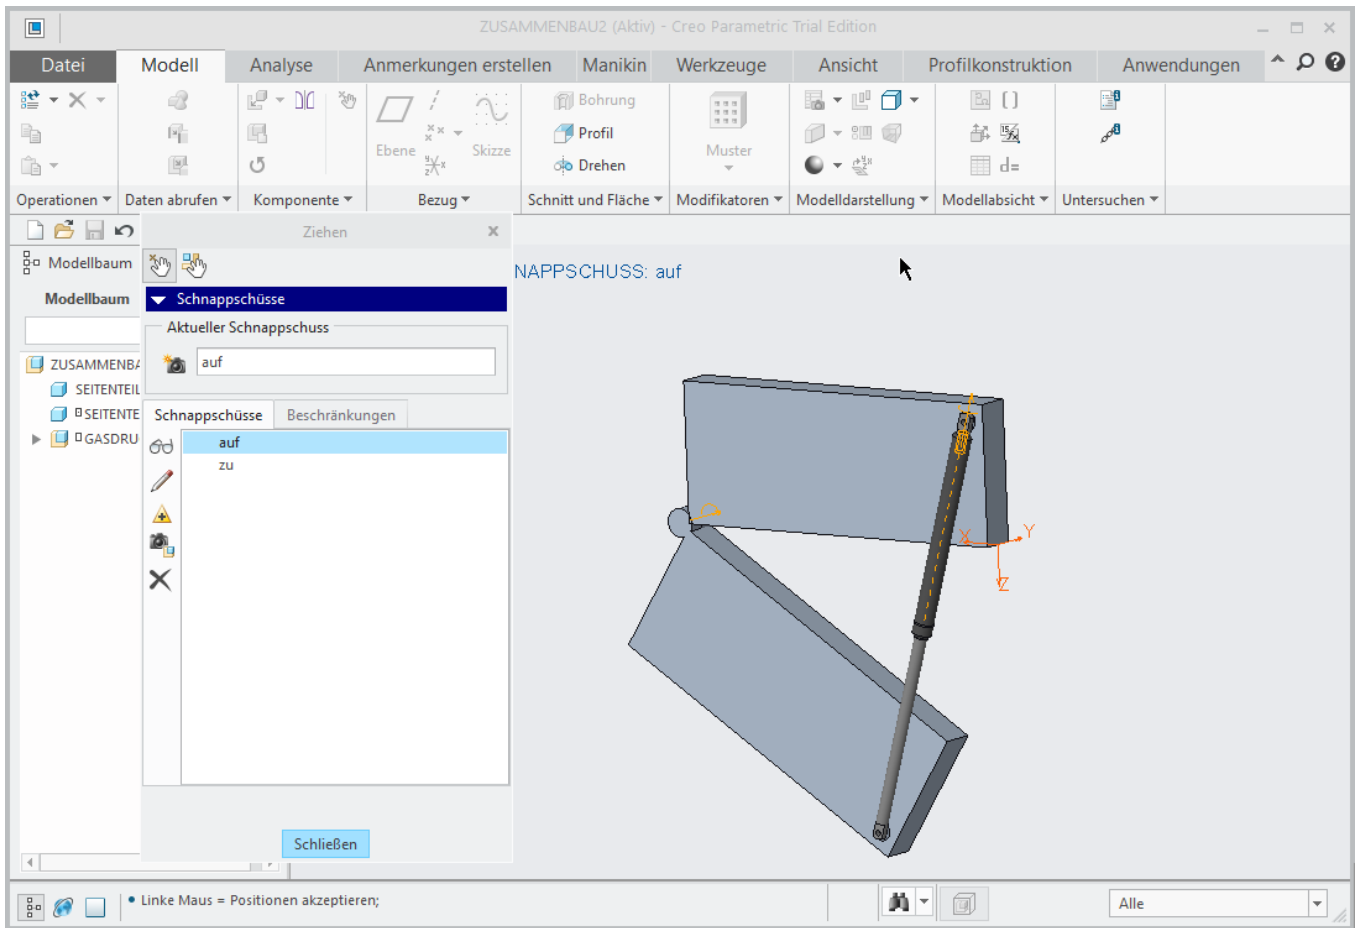 ZUSAMMENBAU2 (Aktiv) - Creo Parametric Trial Edition
Datei Modell Analyse Anmerkungen erstellen Manikin Werkzeuge Ansicht Profilkonstruktion Anwendungen
Bohrung
Profil
Ebene Skizze Muster
Drehen
d=
Operationen Daten abrufen Komponente Bezug Schnitt und Fläche Modifikatoren Modelldarstellung Modellabsicht Untersuchen
Ziehen
Modellbaum
NAPPSCHUSS: auf
Modellbaum
Schnappschüsse
Aktueller Schnappschuss
auf
ZUSAMMENBA
SEITENTEIL
SEITENTE
GASDRU
Schnappschüsse Beschränkungen
auf
zu
X Y
Z
Schließen
Linke Maus = Positionen akzeptieren;
Alle